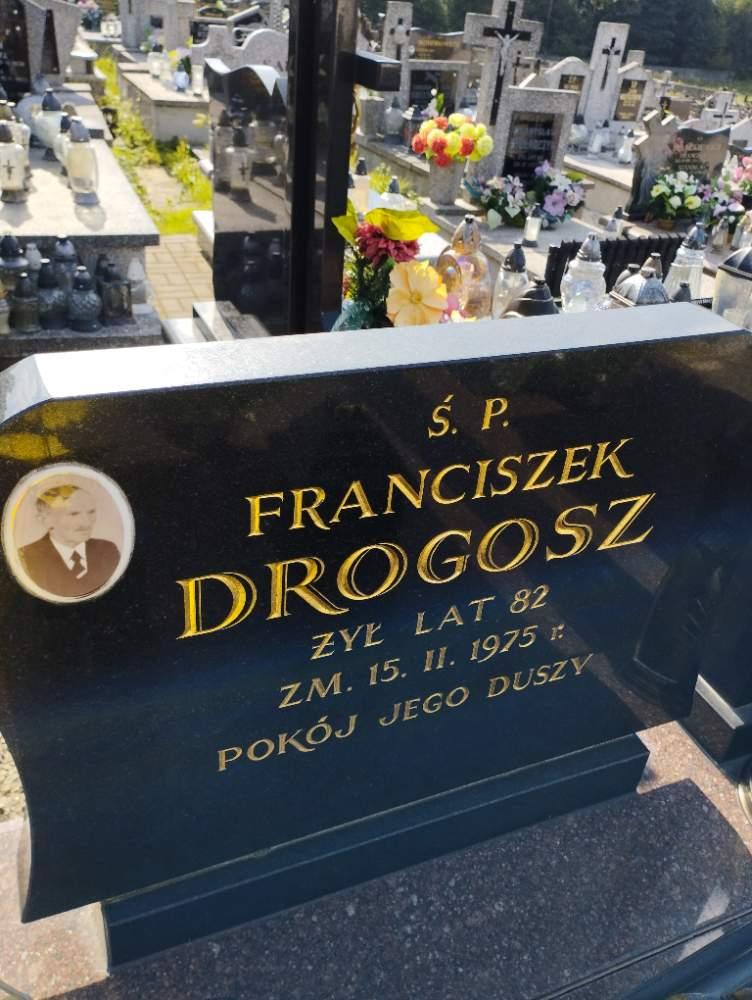 Ś. P.
FRANCISZEK
DROGOSZ
ŻYŁ LAT 82
ZM. 15. II. 1975 r.
POKÓJ JEGO DUSZY